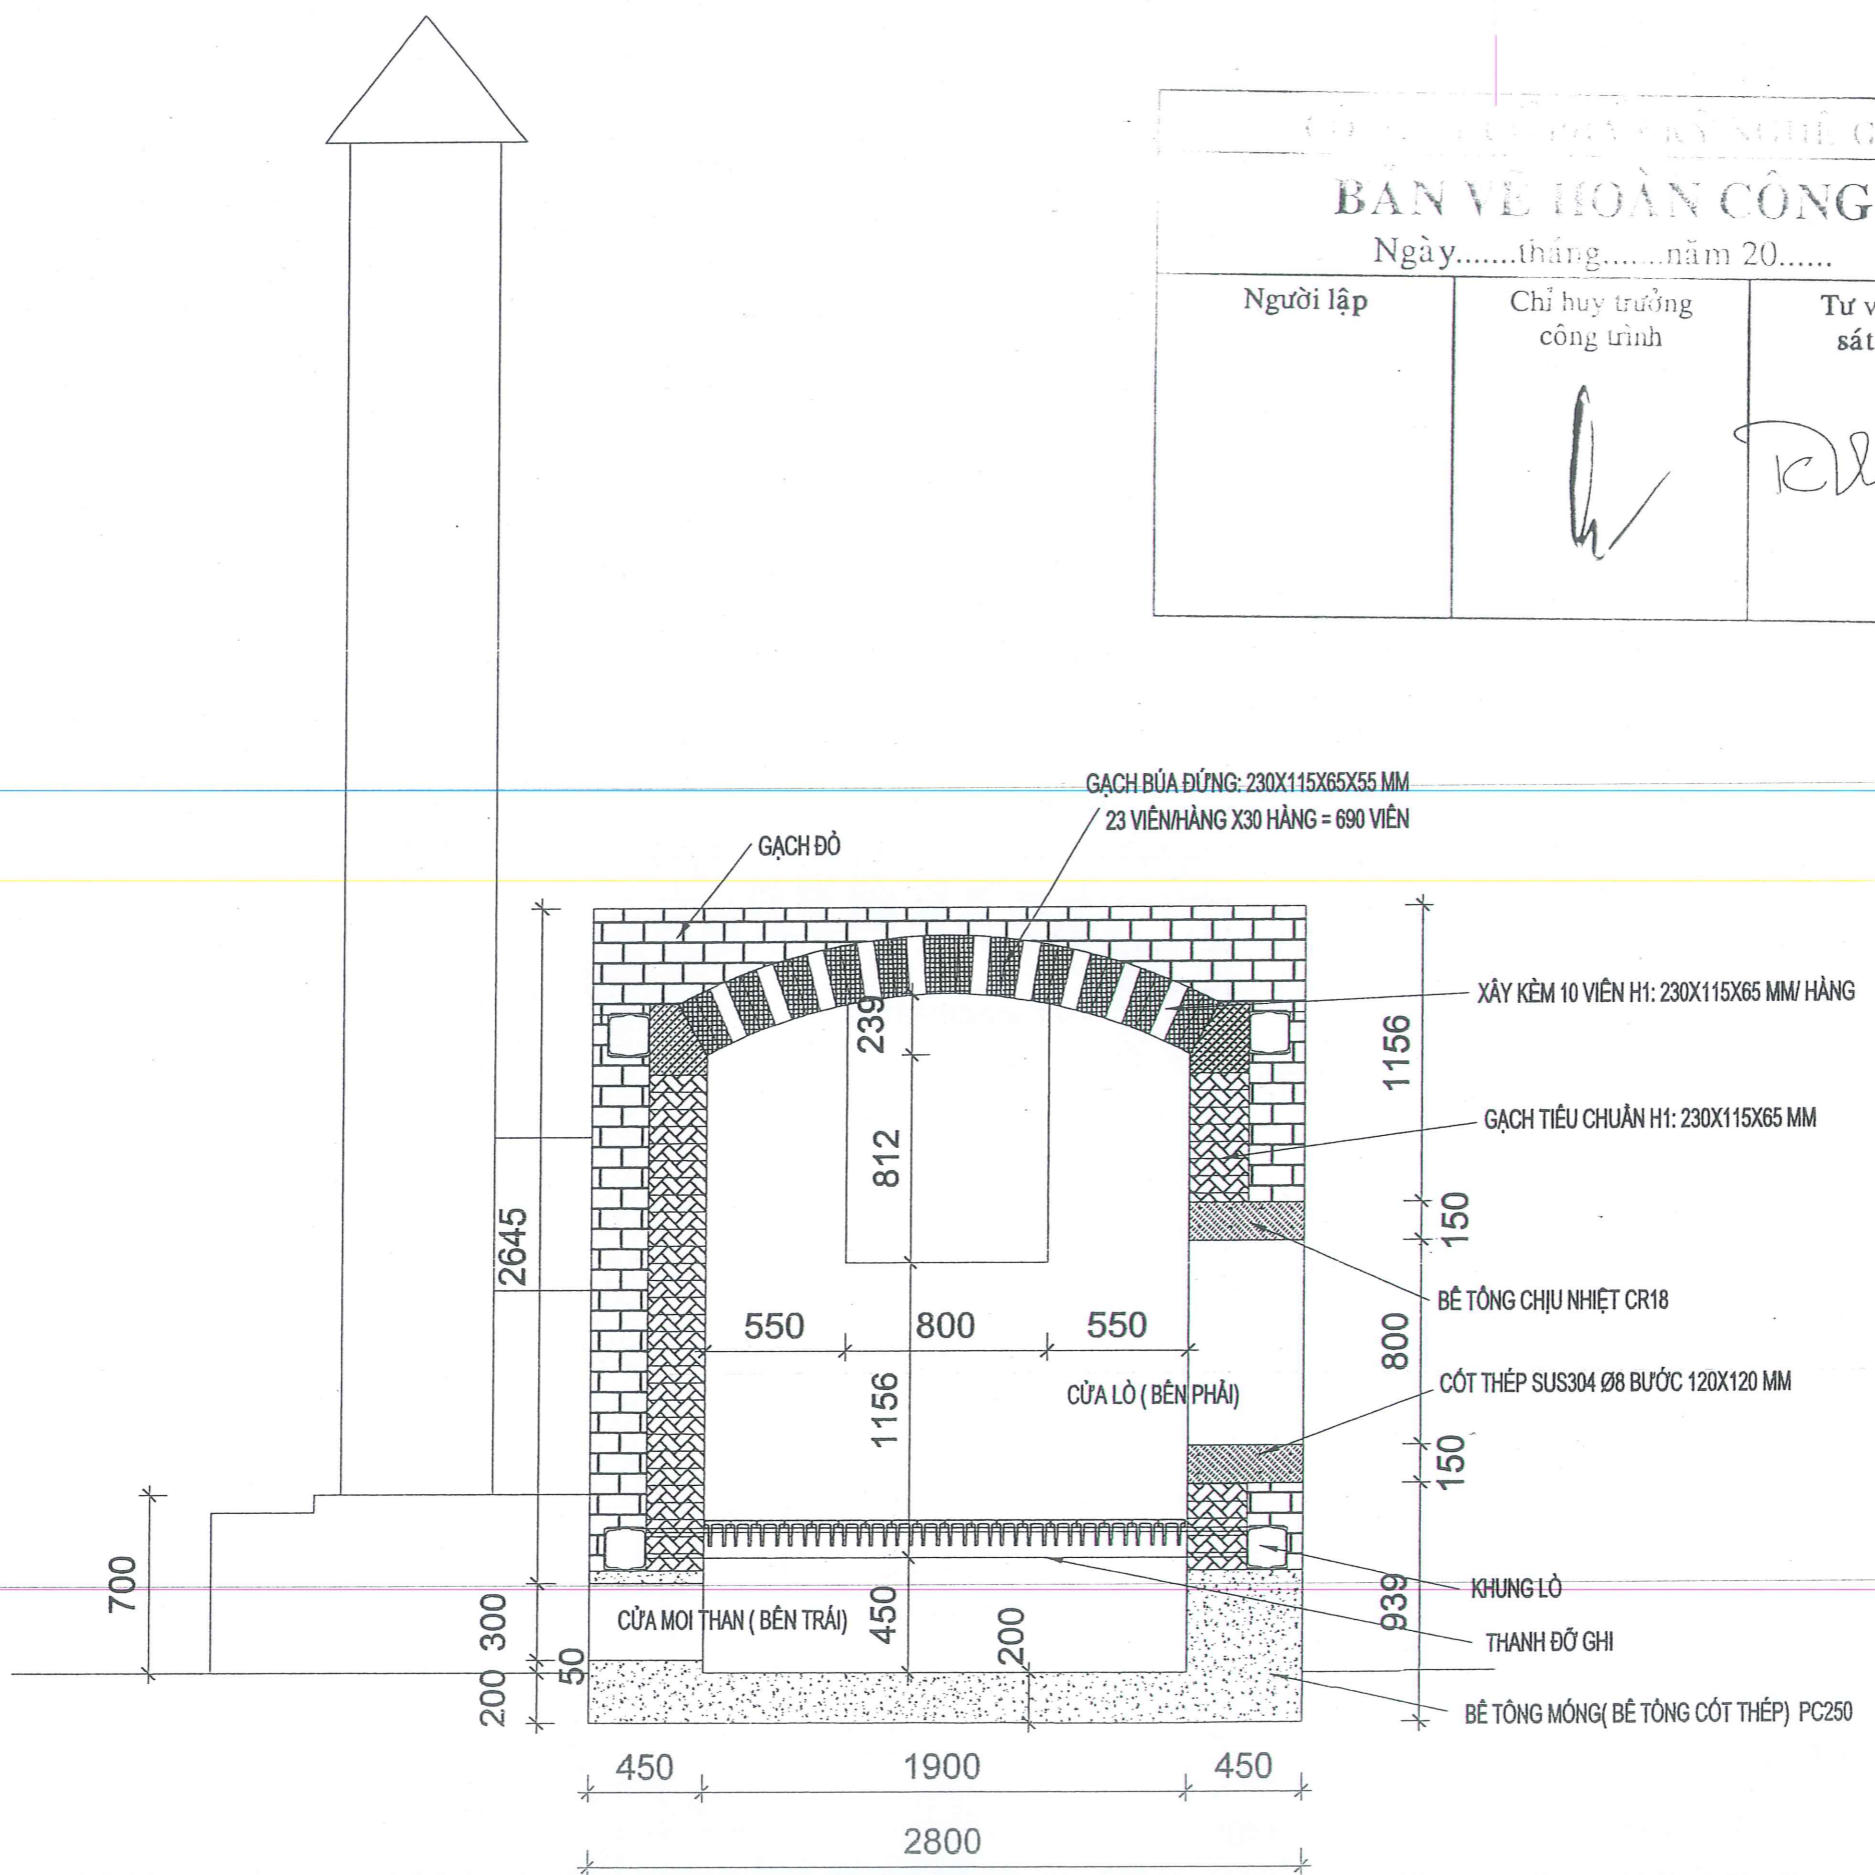 KỸ NGHỆ
BẢN VẼ HOÀN CÔNG
Ngày.......tháng.......năm 20......
Người lập
Chỉ huy trưởng
công trình
Tư
sát
GẠCH BÚA ĐỨNG: 230X115X65X55 MM
23 VIÊN/HÀNG X30 HÀNG = 690 VIÊN
GẠCH ĐỎ
XÂY KÈM 10 VIÊN H1: 230X115X65 MM/ HÀNG
239
1156
GẠCH TIÊU CHUẨN H1: 230X115X65 MM
812
2645
150
BÊ TÔNG CHỊU NHIỆT CR18
550
800
550
800
CỐT THÉP SUS304 Ø8 BƯỚC 120X120 MM
CỬA LÒ ( BÊN PHẢI)
1156
150
700
300
CỬA MOI THAN ( BÊN TRÁI)
450
200
939
KHUNG LÒ
THANH ĐỠ GHI
50
200
BÊ TÔNG MÓNG( BÊ TÔNG CỐT THÉP) PC250
450
1900
450
2800